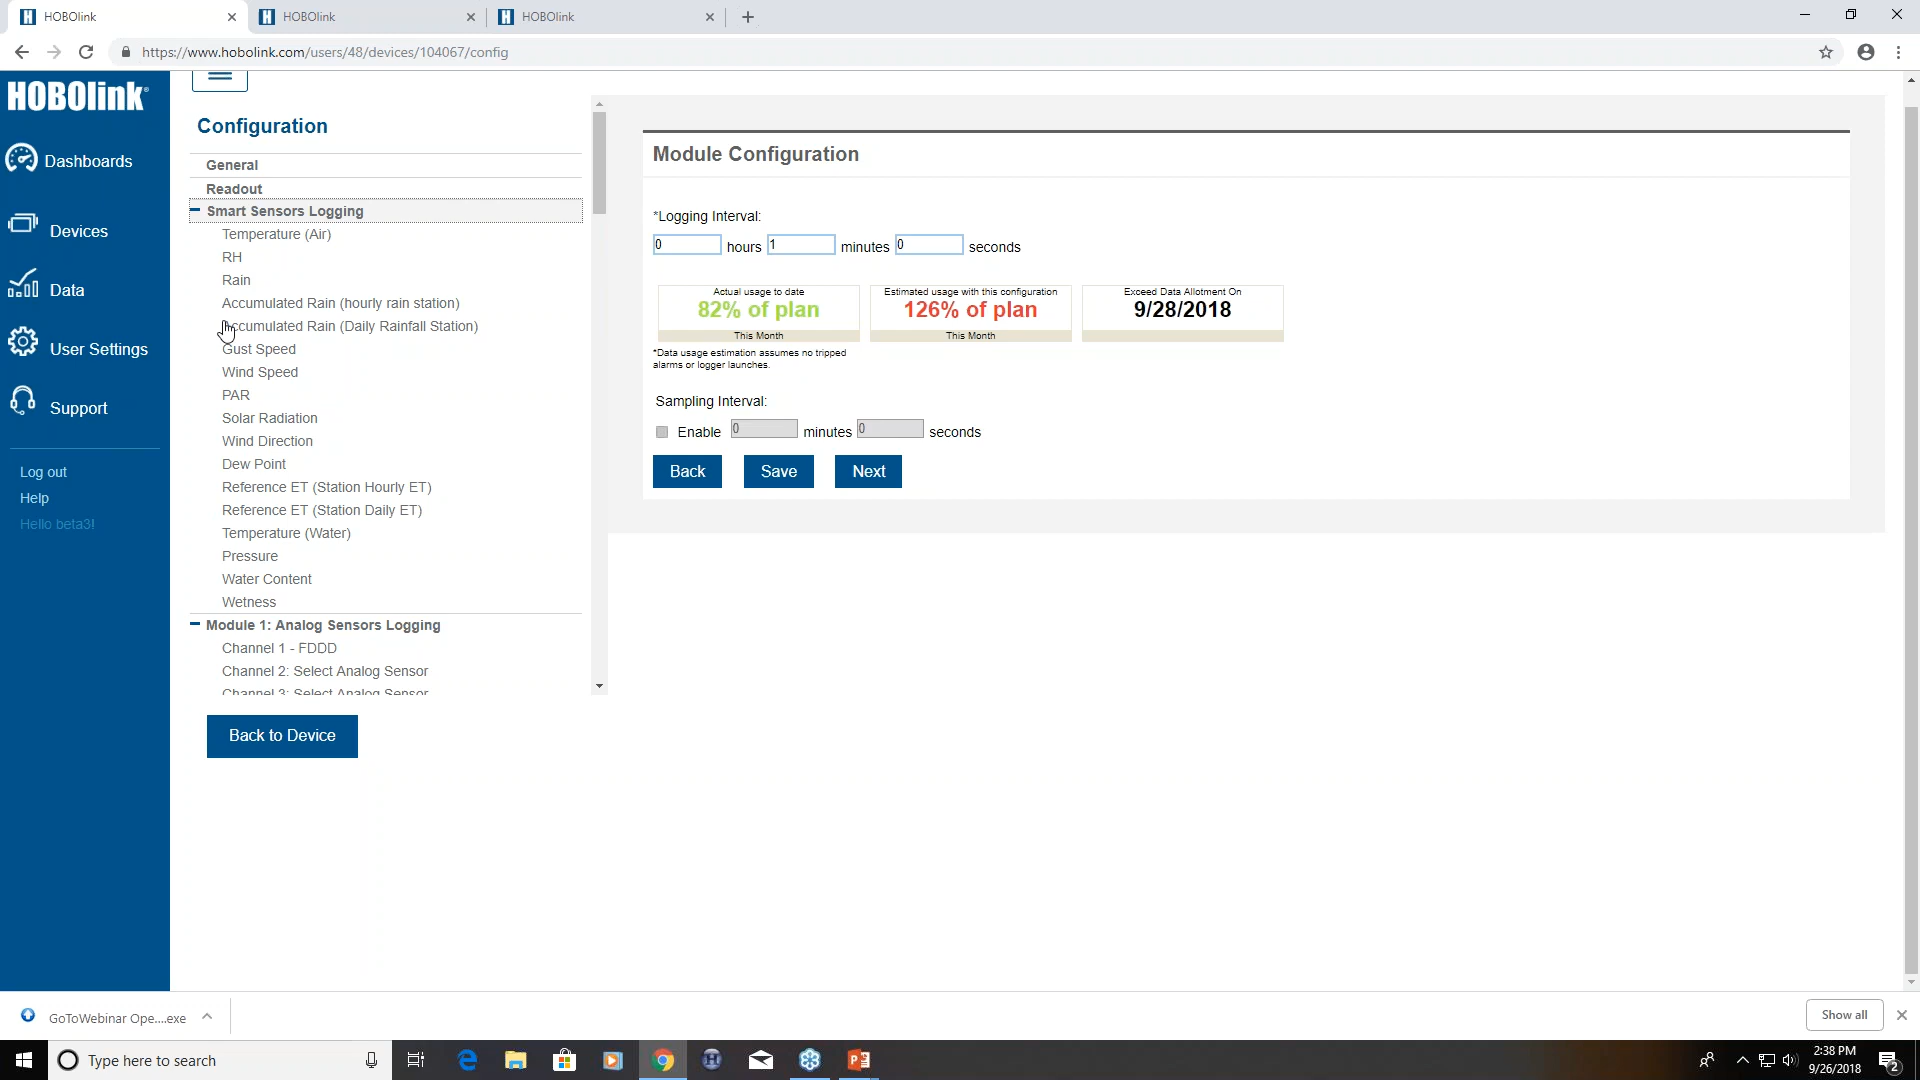 HOBOlink
HOBOlink
HOBOlink
https://www.hobolink.com/users/48/devices/104067/config
HOBOlink®
Dashboards
Devices
Data
User Settings
Support
Log out
Help
Hello beta3!
Configuration
General
Readout
Smart Sensors Logging
Temperature (Air)
RH
Rain
Accumulated Rain (hourly rain station)
Accumulated Rain (Daily Rainfall Station)
Gust Speed
Wind Speed
PAR
Solar Radiation
Wind Direction
Dew Point
Reference ET (Station Hourly ET)
Reference ET (Station Daily ET)
Temperature (Water)
Pressure
Water Content
Wetness
Module 1: Analog Sensors Logging
Channel 1 - FDDD
Channel 2: Select Analog Sensor
Channel 3: Select Analog Sensor
Back to Device
Module Configuration
*Logging Interval:
0 hours 1 minutes 0 seconds
Actual usage to date
82% of plan
This Month
Estimated usage with this configuration
126% of plan
This Month
Exceed Data Allotment On
9/28/2018
*Data usage estimation assumes no tripped
alarms or logger launches.
Sampling Interval:
Enable 0 minutes 0 seconds
Back Save Next
GoToWebinar Ope....exe
Show all
Type here to search
2:38 PM
9/26/2018
2